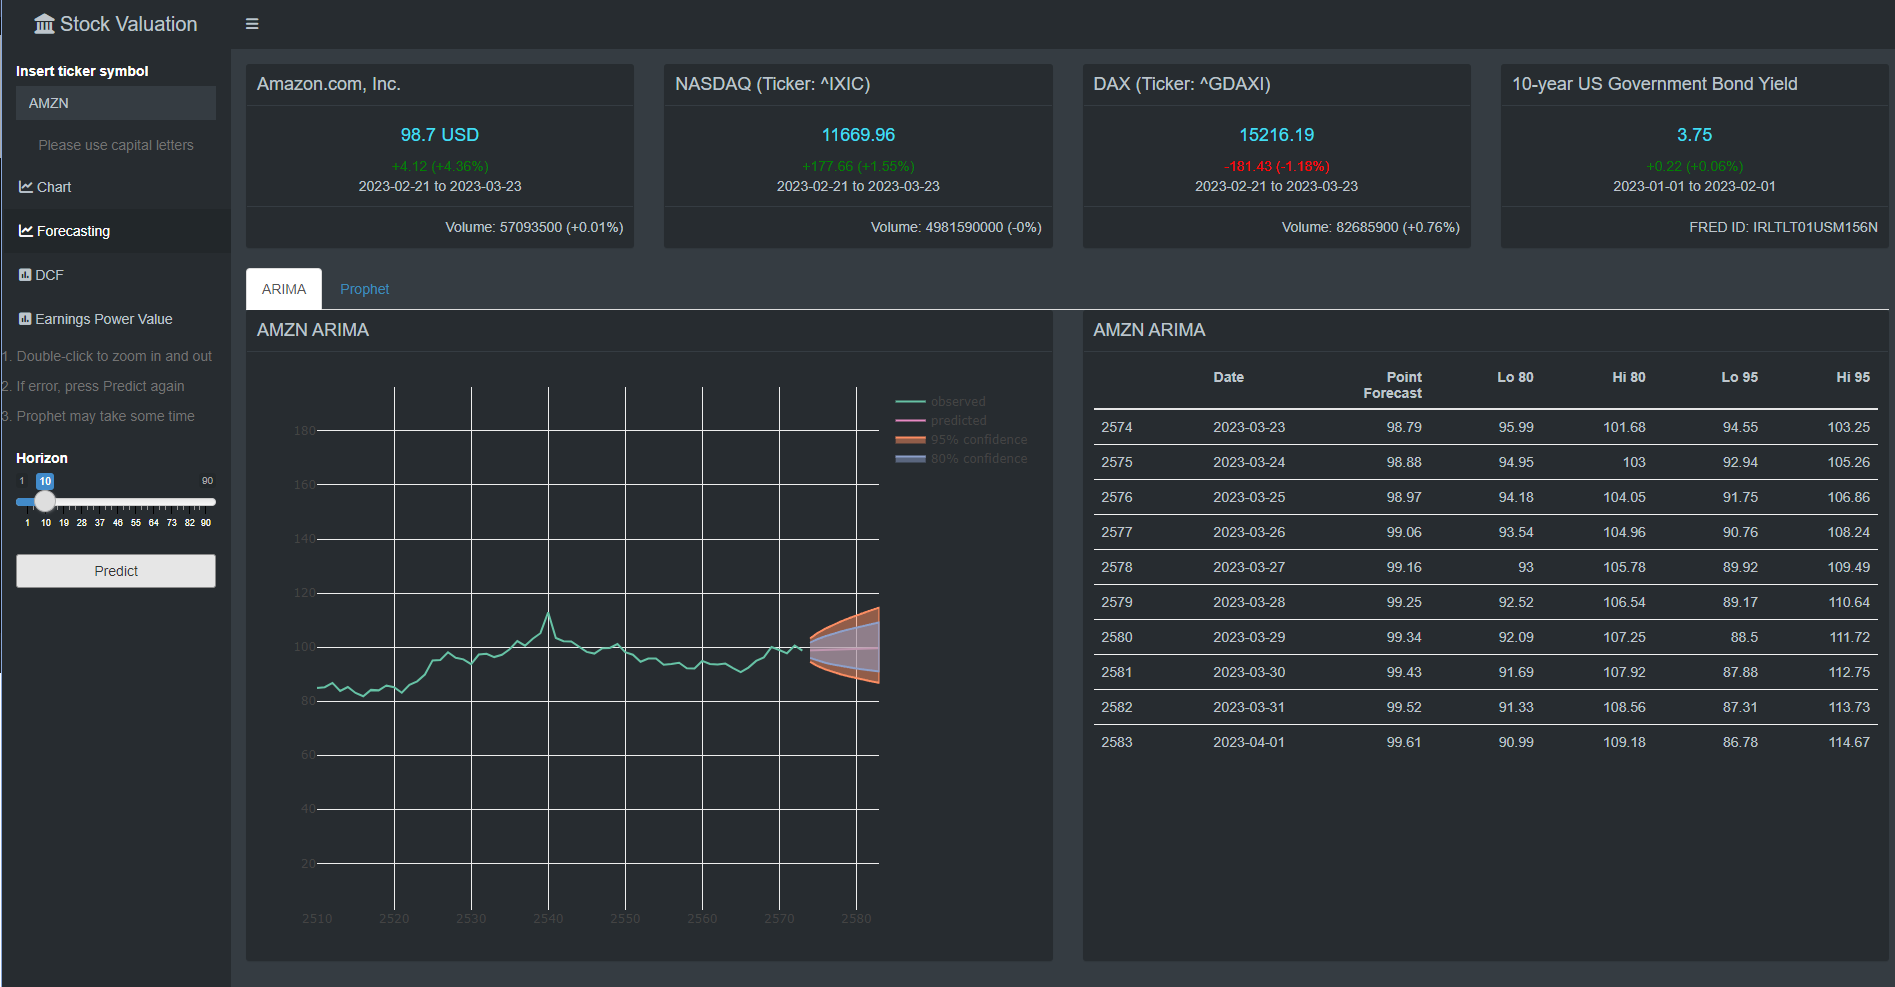 Stock Valuation
Insert ticker symbol
AMZN
Please use capital letters
Chart
Forecasting
DCF
Earnings Power Value
1. Double-click to zoom in and out
2. If error, press Predict again
3. Prophet may take some time
Horizon
1 10 90
1 10 19 28 37 46 55 64 73 82 90
Predict
Amazon.com, Inc.
98.7 USD
+4.12 (+4.36%)
2023-02-21 to 2023-03-23
Volume: 57093500 (+0.01%)
NASDAQ (Ticker: ^IXIC)
11669.96
+177.66 (+1.55%)
2023-02-21 to 2023-03-23
Volume: 4981590000 (-0%)
DAX (Ticker: ^GDAXI)
15216.19
-181.43 (-1.18%)
2023-02-21 to 2023-03-23
Volume: 82685900 (+0.76%)
10-year US Government Bond Yield
3.75
+0.22 (+0.06%)
2023-01-01 to 2023-02-01
FRED ID: IRLTLT01USM156N
ARIMA Prophet
AMZN ARIMA
observed
predicted
95% confidence
80% confidence
180
160
140
120
100
80
60
40
20
2510 2520 2530 2540 2550 2560 2570 2580
AMZN ARIMA
Date Point Forecast Lo 80 Hi 80 Lo 95 Hi 95
2574 2023-03-23 98.79 95.99 101.68 94.55 103.25
2575 2023-03-24 98.88 94.95 103 92.94 105.26
2576 2023-03-25 98.97 94.18 104.05 91.75 106.86
2577 2023-03-26 99.06 93.54 104.96 90.76 108.24
2578 2023-03-27 99.16 93 105.78 89.92 109.49
2579 2023-03-28 99.25 92.52 106.54 89.17 110.64
2580 2023-03-29 99.34 92.09 107.25 88.5 111.72
2581 2023-03-30 99.43 91.69 107.92 87.88 112.75
2582 2023-03-31 99.52 91.33 108.56 87.31 113.73
2583 2023-04-01 99.61 90.99 109.18 86.78 114.67